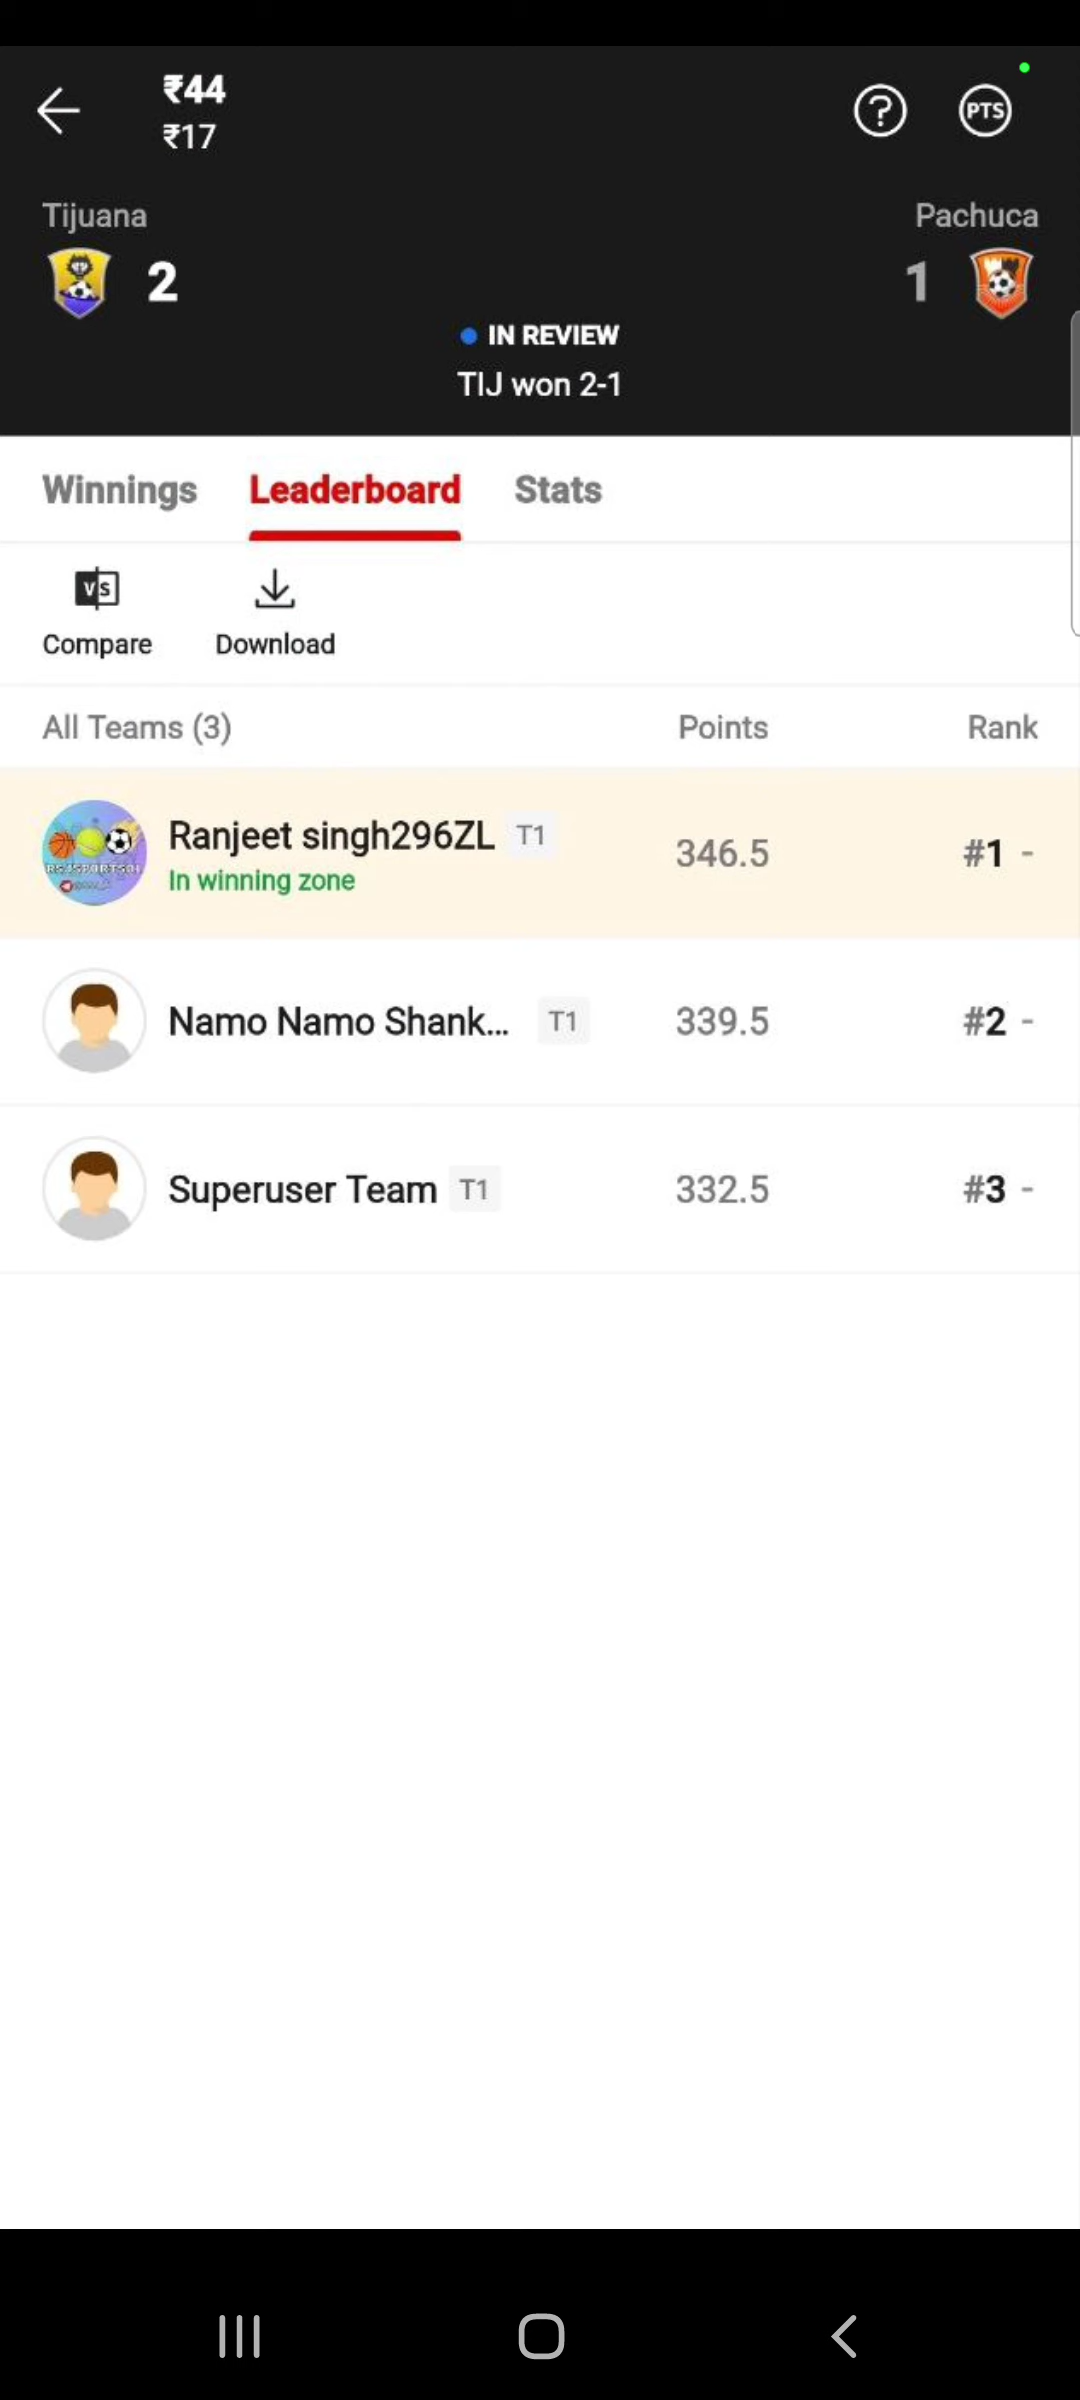 ₹44
₹17
PTS
Tijuana
Pachuca
2
1
IN REVIEW
TIJ won 2-1
Winnings
Leaderboard
Stats
VS
Compare
Download
All Teams (3)
Points
Rank
Ranjeet singh296ZL T1
In winning zone
346.5
#1 -
Namo Namo Shank... T1
339.5
#2 -
Superuser Team T1
332.5
#3 -